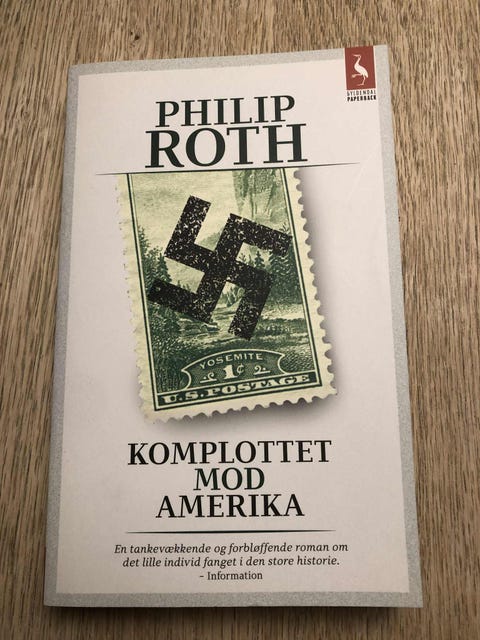 GYLDENDAL
PAPERBACK
PHILIP
ROTH
YOSEMITE
1¢
U.S. POSTAGE
KOMPLOTTET
MOD
AMERIKA
En tankevækkende og forbløffende roman om
det lille individ fanget i den store historie.
– Information